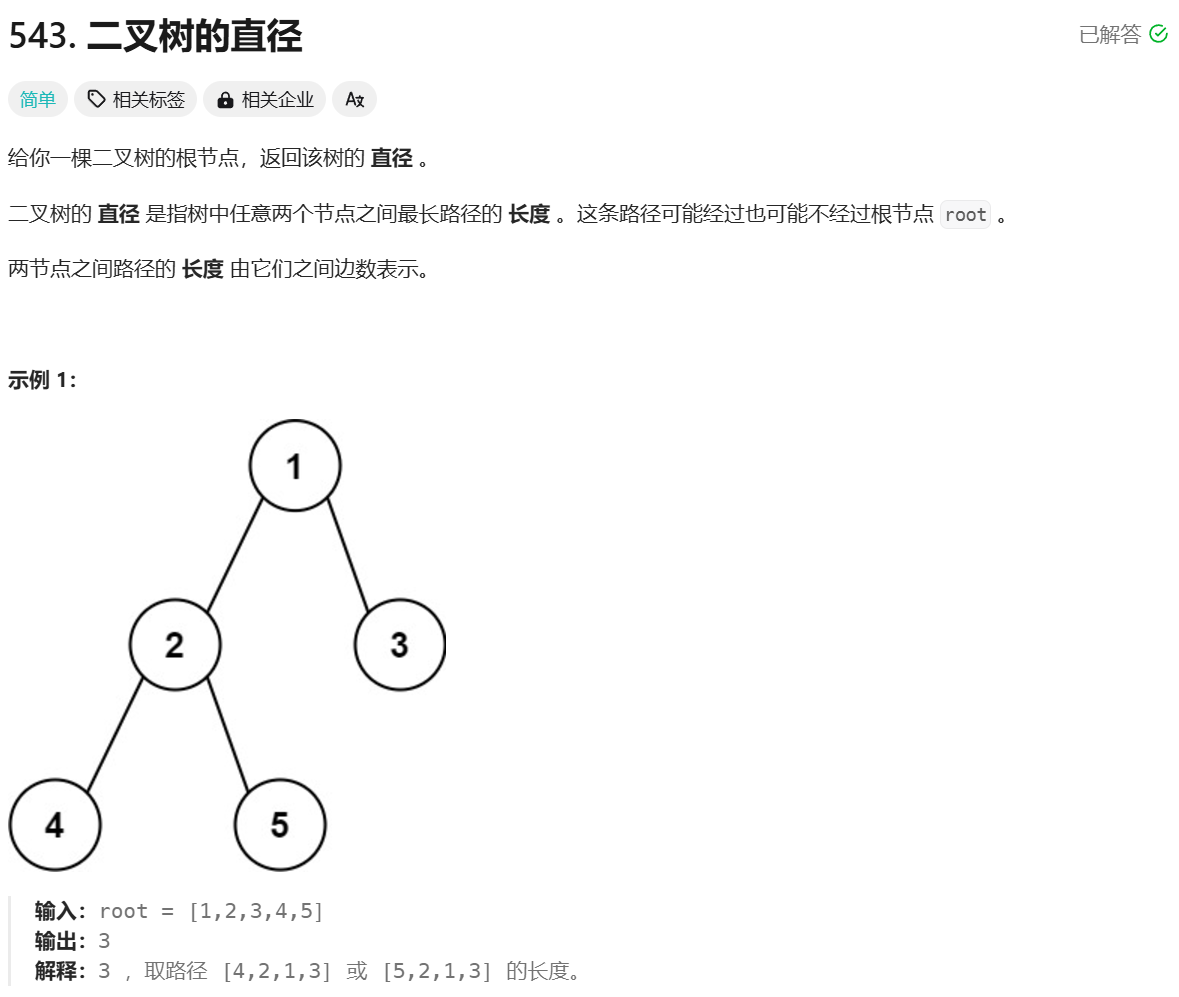 543. 二叉树的直径
已解答
简单 相关标签 相关企业 A文
给你一棵二叉树的根节点，返回该树的 直径 。
二叉树的 直径 是指树中任意两个节点之间最长路径的 长度 。这条路径可能经过也可能不经过根节点 root 。
两节点之间路径的 长度 由它们之间边数表示。
示例 1：
1
2 3
4 5
输入：root = [1,2,3,4,5]
输出：3
解释：3 ，取路径 [4,2,1,3] 或 [5,2,1,3] 的长度。